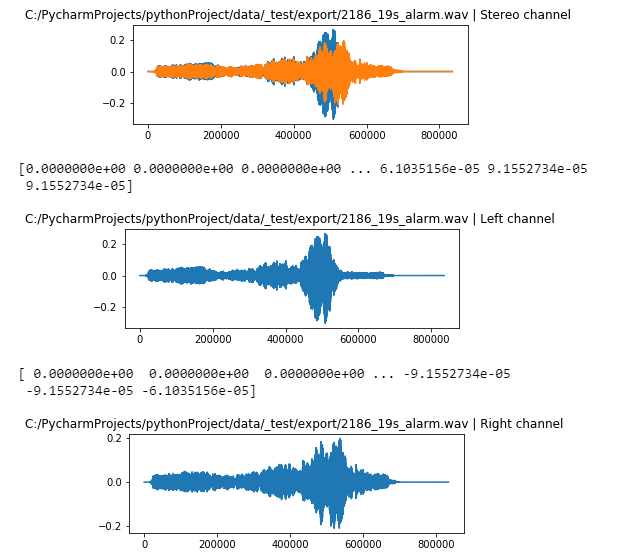 C:/PycharmProjects/pythonProject/data/_test/export/2186_19s_alarm.wav | Stereo channel
0.2
0.0
−0.2
0 200000 400000 600000 800000
[0.0000000e+00 0.0000000e+00 0.0000000e+00 ... 6.1035156e-05 9.1552734e-05
9.1552734e-05]
C:/PycharmProjects/pythonProject/data/_test/export/2186_19s_alarm.wav | Left channel
0.2
0.0
−0.2
0 200000 400000 600000 800000
[ 0.0000000e+00  0.0000000e+00  0.0000000e+00 ... -9.1552734e-05
-9.1552734e-05 -6.1035156e-05]
C:/PycharmProjects/pythonProject/data/_test/export/2186_19s_alarm.wav | Right channel
0.2
0.0
−0.2
0 200000 400000 600000 800000